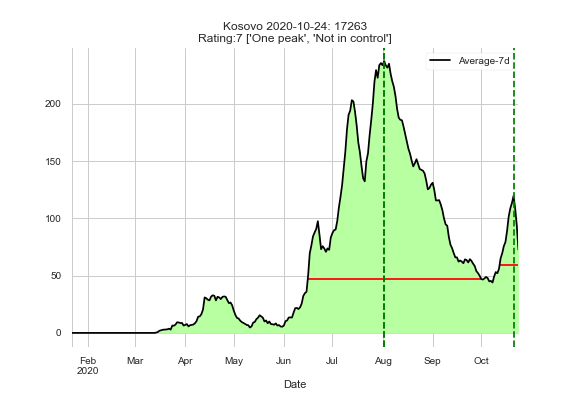 Kosovo 2020-10-24: 17263
Rating:7 ['One peak', 'Not in control']
Average-7d
200
150
100
50
0
Feb Mar Apr May Jun Jul Aug Sep Oct
2020
Date